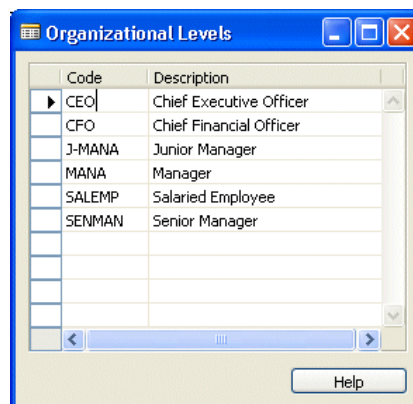 Organizational Levels
Code Description
CEO Chief Executive Officer
CFO Chief Financial Officer
J-MANA Junior Manager
MANA Manager
SALEMP Salaried Employee
SENMAN Senior Manager
Help